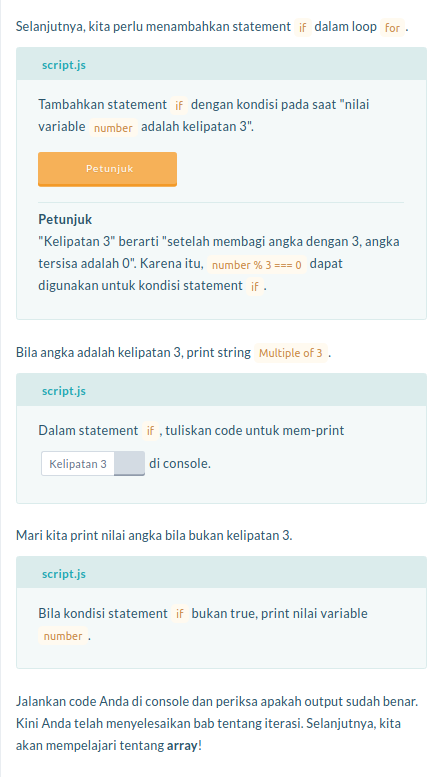 Selanjutnya, kita perlu menambahkan statement if dalam loop for .
script.js
Tambahkan statement if dengan kondisi pada saat "nilai
variable number adalah kelipatan 3".
Petunjuk
Petunjuk
"Kelipatan 3" berarti "setelah membagi angka dengan 3, angka
tersisa adalah 0". Karena itu, number % 3 === 0 dapat
digunakan untuk kondisi statement if .
Bila angka adalah kelipatan 3, print string Multiple of 3 .
script.js
Dalam statement if , tuliskan code untuk mem-print
Kelipatan 3 di console.
Mari kita print nilai angka bila bukan kelipatan 3.
script.js
Bila kondisi statement if bukan true, print nilai variable
number .
Jalankan code Anda di console dan periksa apakah output sudah benar.
Kini Anda telah menyelesaikan bab tentang iterasi. Selanjutnya, kita
akan mempelajari tentang array!